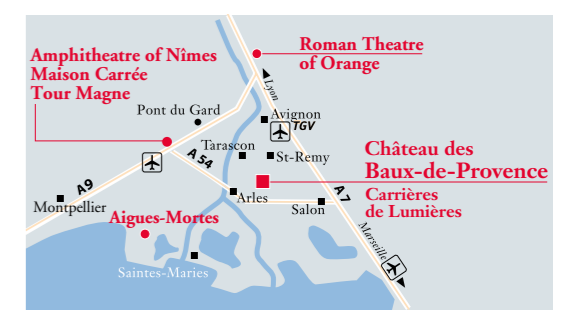 Roman Theatre
of Orange
Amphitheatre of Nîmes
Maison Carrée
Tour Magne
Lyon
Pont du Gard
Avignon
TGV
Tarascon
St-Remy
Château des
Baux-de-Provence
A 54
A9
A7
Carrières
de Lumières
Montpellier
Arles
Salon
Aigues-Mortes
Marseille
Saintes-Maries